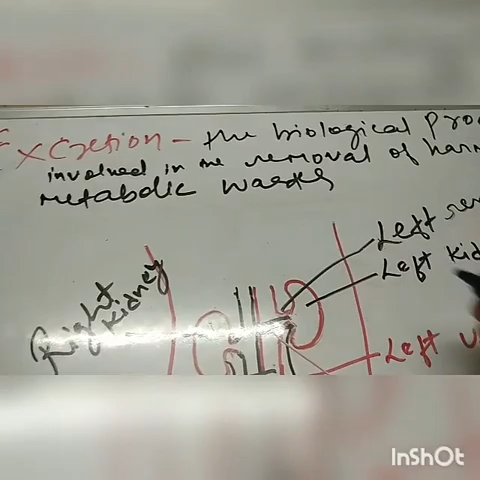 Excretion - the biological Pro
involved in the removal of harm
metabolic wastes
Left ren
Left Kid
Right
Kidney
Left U
InShOt